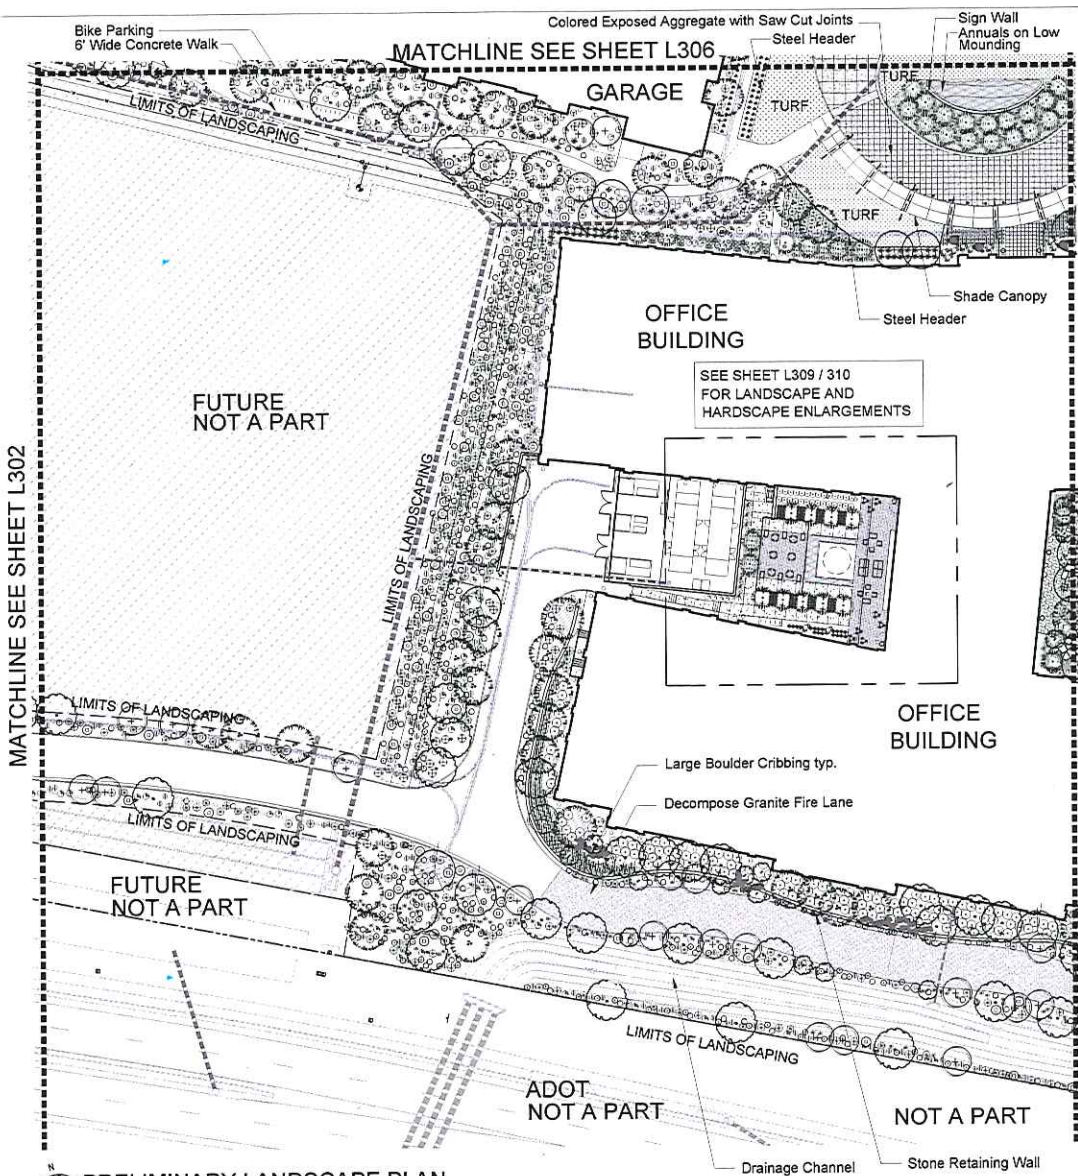 Bike Parking
6' Wide Concrete Walk
Colored Exposed Aggregate with Saw Cut Joints
Steel Header
Sign Wall
Annuals on Low
Mounding
MATCHLINE SEE SHEET L306
GARAGE
TURF
TURF
TURF
LIMITS OF LANDSCAPING
Shade Canopy
Steel Header
OFFICE
BUILDING
SEE SHEET L309 / 310
FOR LANDSCAPE AND
HARDSCAPE ENLARGEMENTS
FUTURE
NOT A PART
LIMITS OF LANDSCAPING
MATCHLINE SEE SHEET L302
LIMITS OF LANDSCAPING
OFFICE
BUILDING
Large Boulder Cribbing typ.
Decompose Granite Fire Lane
LIMITS OF LANDSCAPING
FUTURE
NOT A PART
LIMITS OF LANDSCAPING
ADOT
NOT A PART
NOT A PART
Drainage Channel
Stone Retaining Wall
N
PRELIMINARY LANDSCAPE PLAN